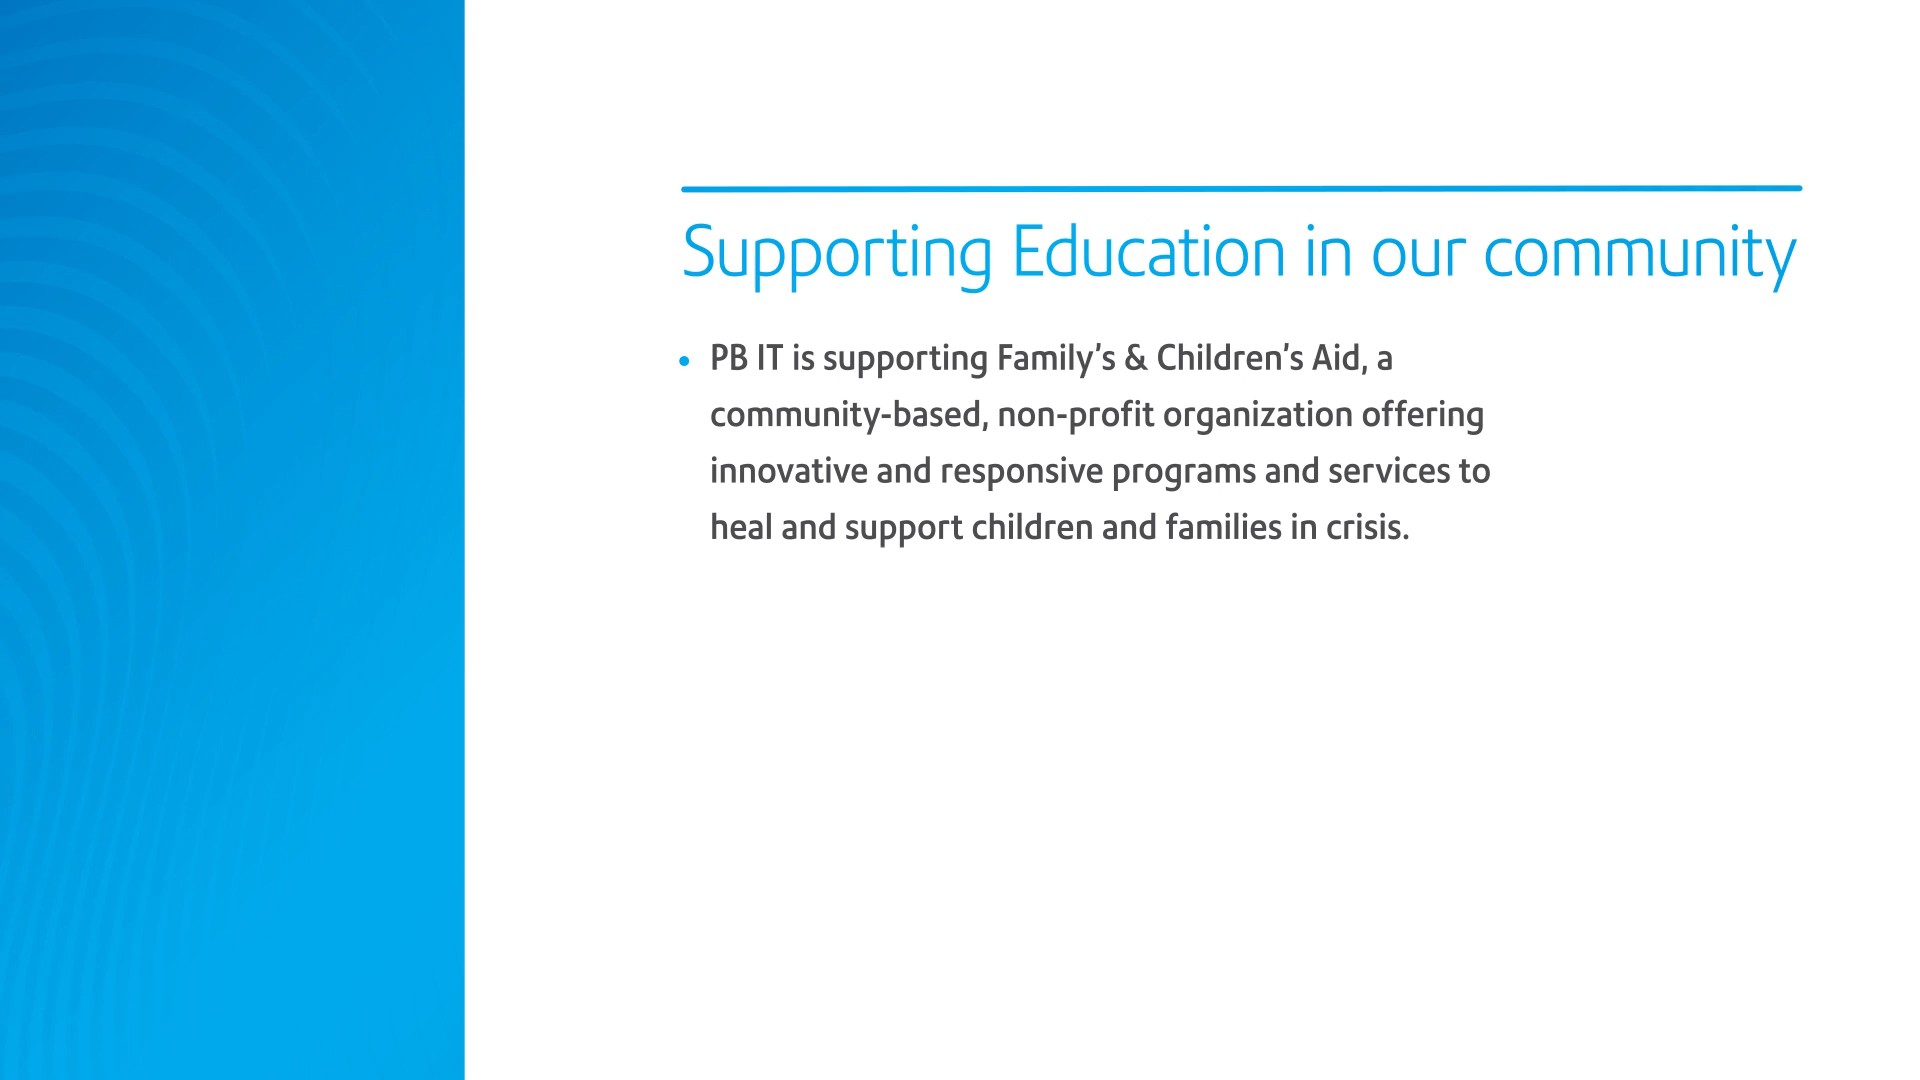 Supporting Education in our community
• PB IT is supporting Family’s & Children’s Aid, a
community-based, non-profit organization offering
innovative and responsive programs and services to
heal and support children and families in crisis.